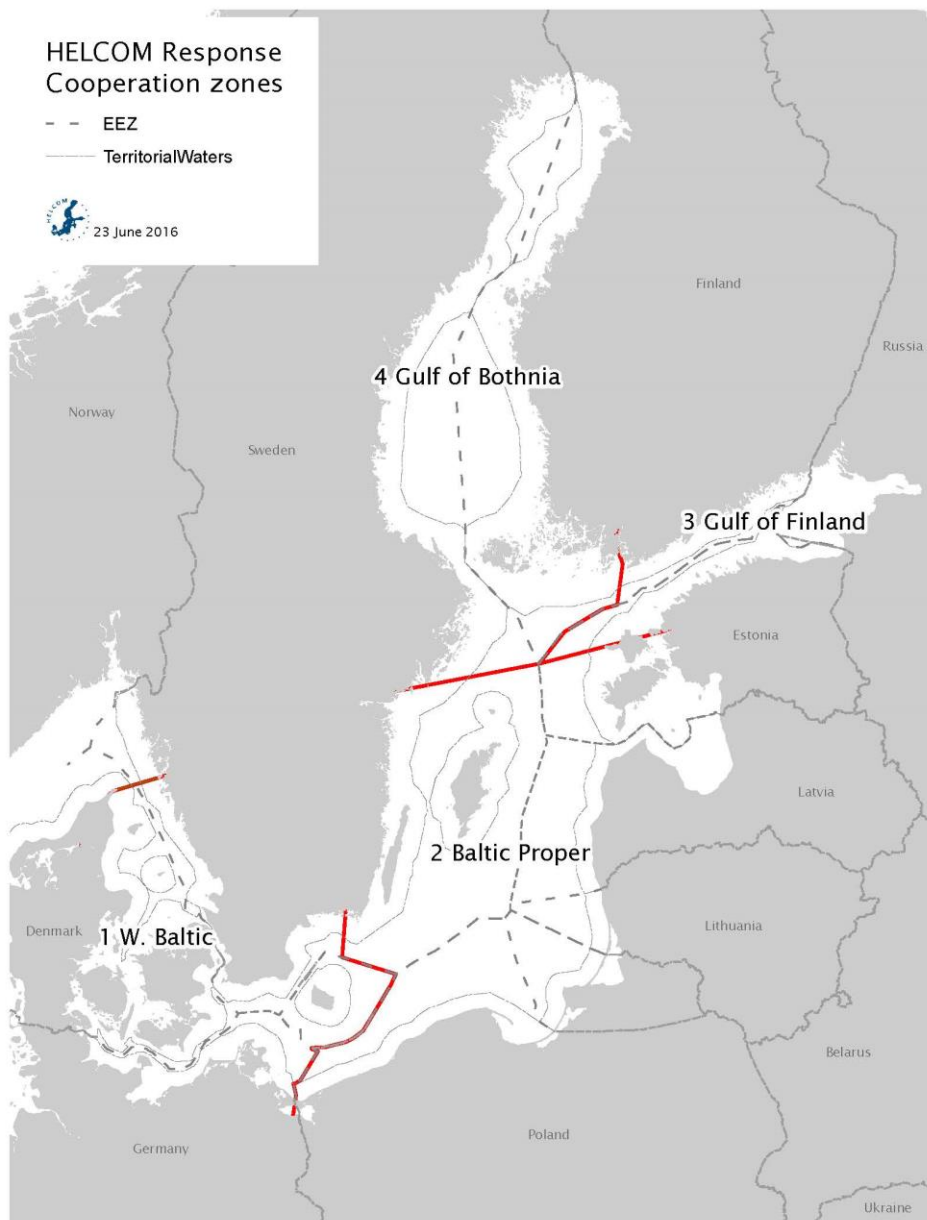 HELCOM Response
Cooperation zones
EEZ
TerritorialWaters
HELCOM
23 June 2016
Finland
Russia
4 Gulf of Bothnia
Norway
Sweden
3 Gulf of Finland
Estonia
Latvia
2 Baltic Proper
Denmark
1 W. Baltic
Lithuania
Belarus
Germany
Poland
Ukraine